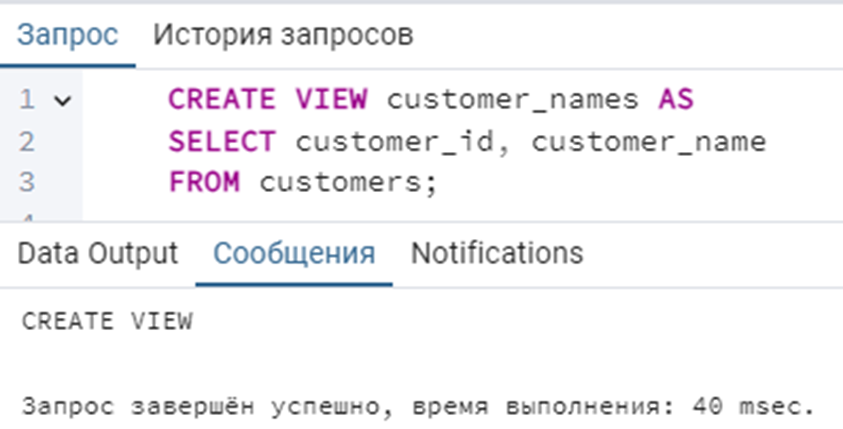 Запрос История запросов
1 CREATE VIEW customer_names AS
2 SELECT customer_id, customer_name
3 FROM customers;
Data Output Сообщения Notifications
CREATE VIEW
Запрос завершён успешно, время выполнения: 40 msec.